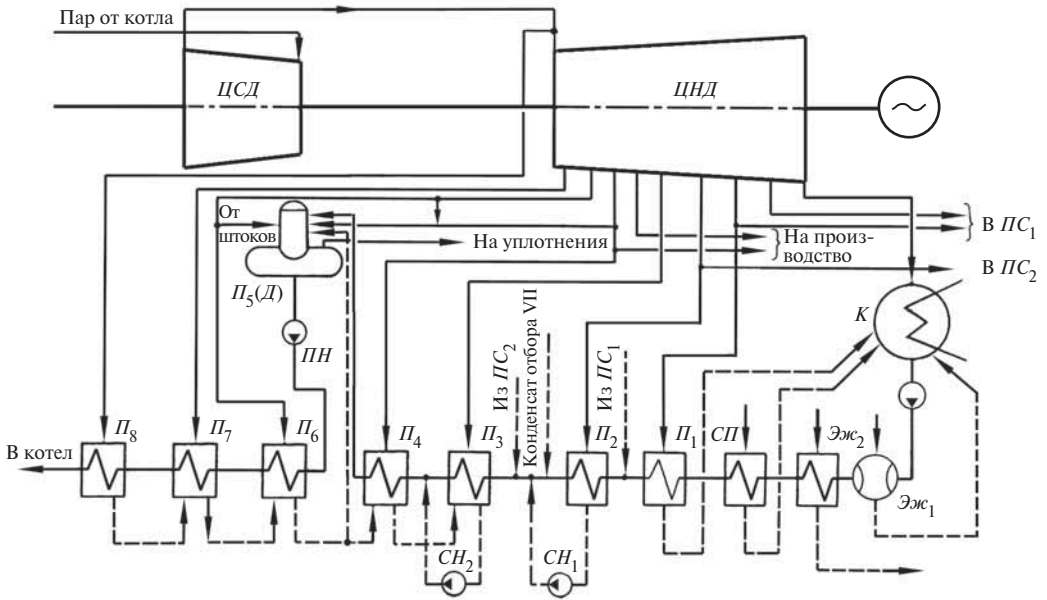 Пар от котла
ЦСД
ЦНД
От
штоков
На уплотнения
На произ-
водство
В ПС1
В ПС2
П5(Д)
К
ПН
Из ПС2
Конденсат отбора VII
Из ПС1
В котел
П8
П7
П6
П4
П3
П2
П1
СП
Эж2
Эж1
СН2
СН1